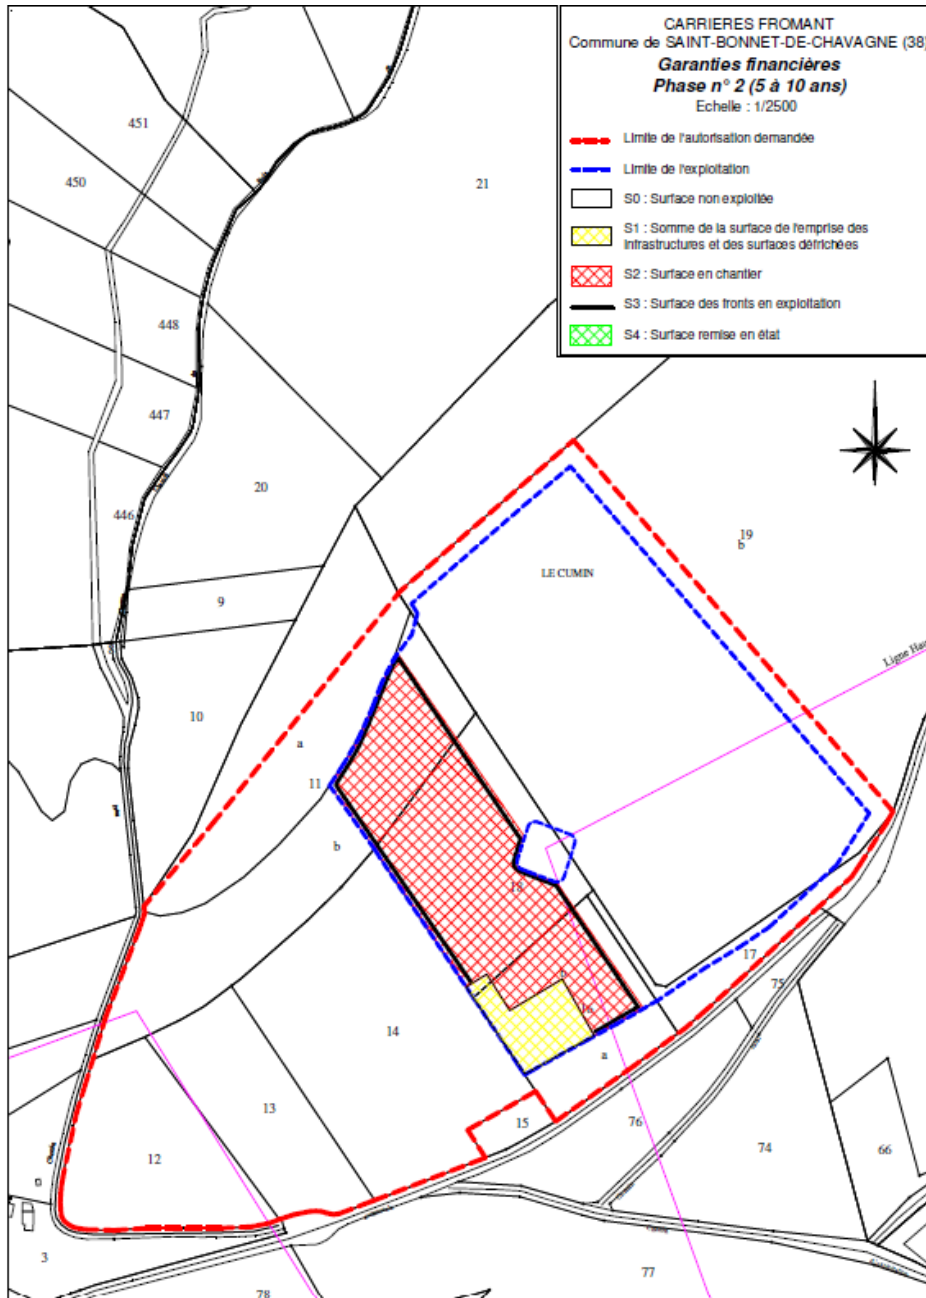 CARRIERES FROMANT
Commune de SAINT-BONNET-DE-CHAVAGNE (38)
Garanties financières
Phase n° 2 (5 à 10 ans)
Echelle : 1/2500
Limite de l'autorisation demandée
Limite de l'exploitation
S0 : Surface non exploitée
S1 : Somme de la surface de l'emprise des
infrastructures et des surfaces défrichées
S2 : Surface en chantier
S3 : Surface des fronts en exploitation
S4 : Surface remise en état
451
450
21
448
447
446
20
19
b
LE CUMIN
9
Ligne Hau
10
a
11
b
18
17
75
b
16
14
a
13
15
76
12
74
66
3
77
78